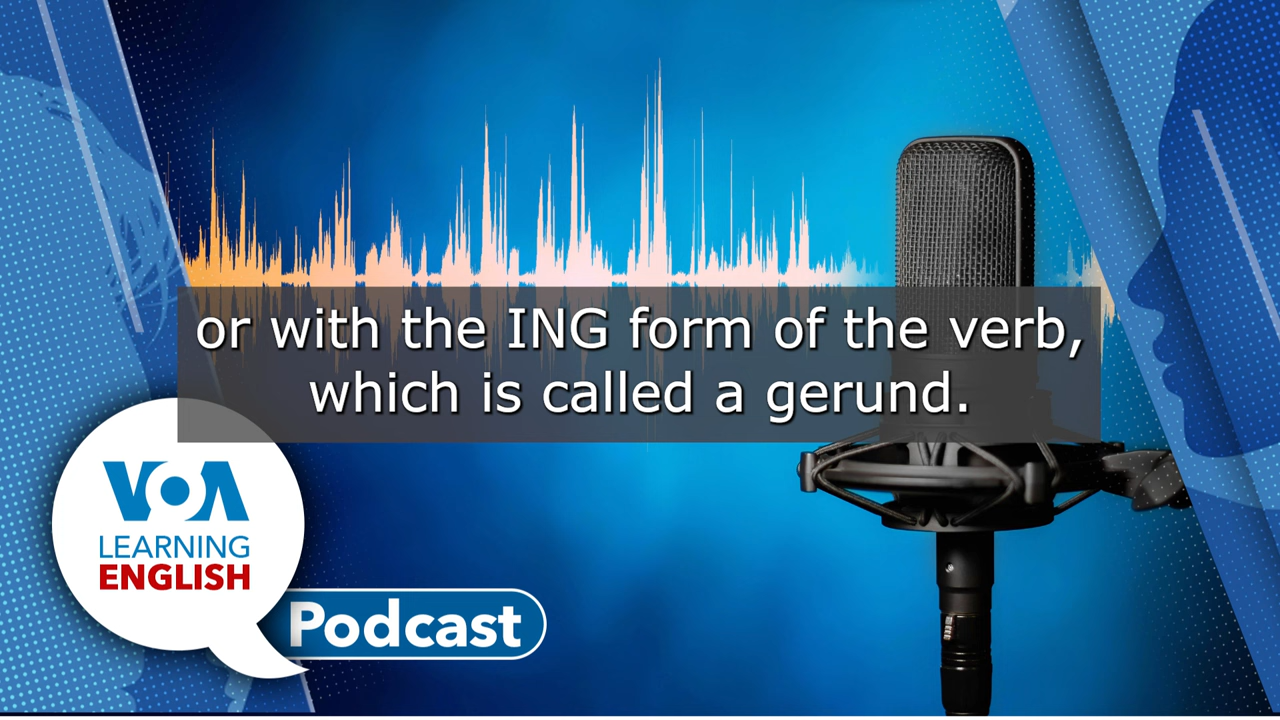 or with the ING form of the verb,
which is called a gerund.
VOA
LEARNING
ENGLISH
Podcast